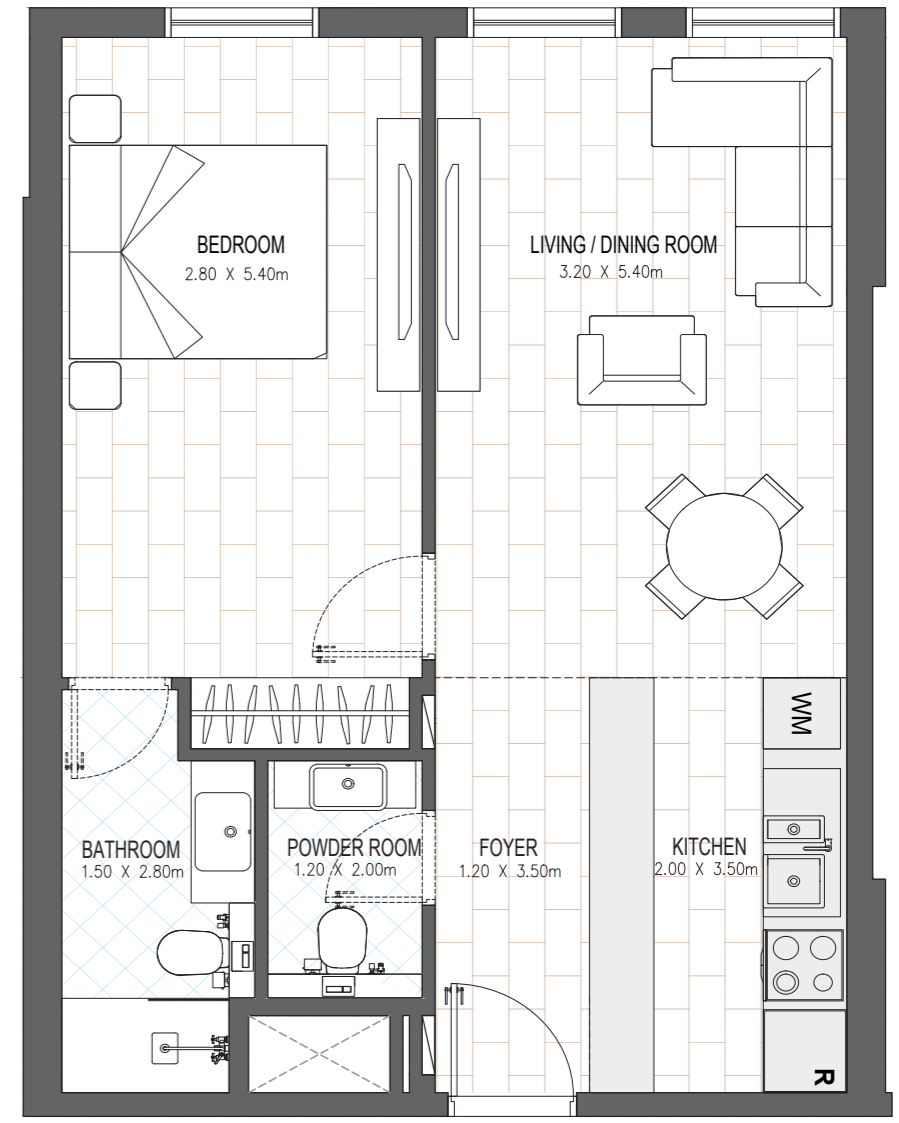 BEDROOM
2.80 X 5.40m
LIVING / DINING ROOM
3.20 X 5.40m
WM
BATHROOM
1.50 X 2.80m
POWDER ROOM
1.20 X 2.00m
FOYER
1.20 X 3.50m
KITCHEN
2.00 X 3.50m
R